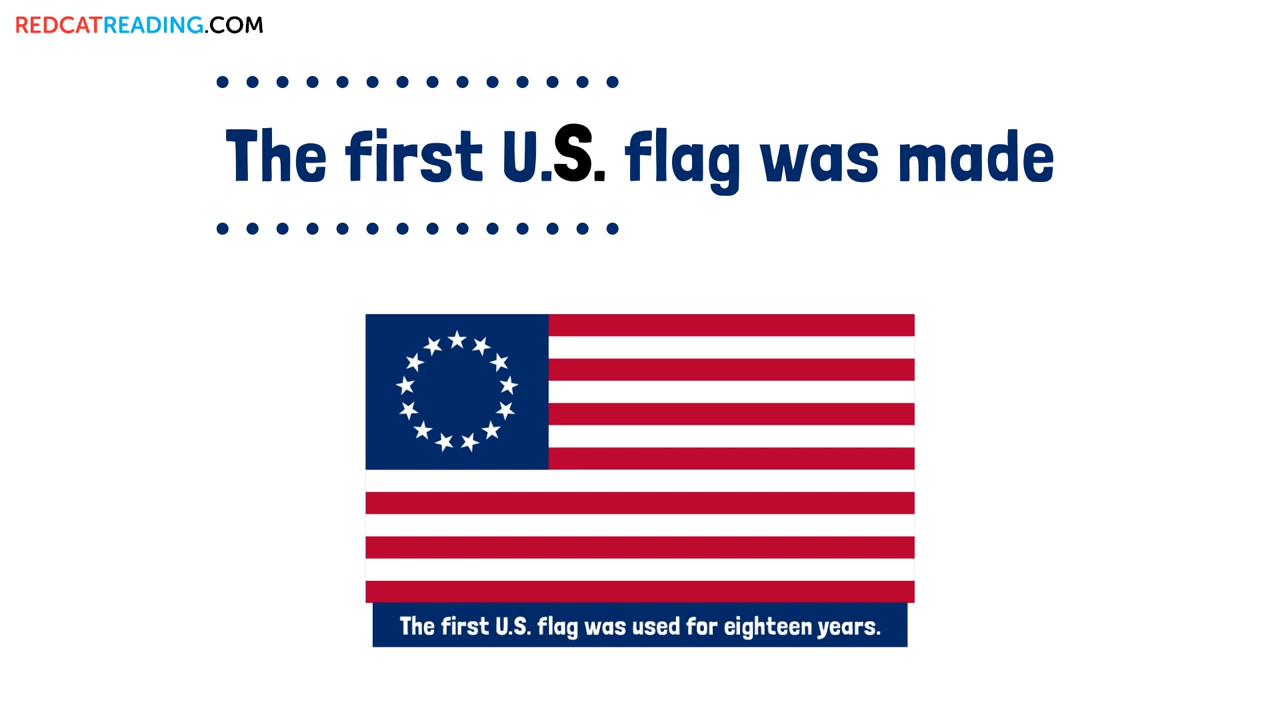 REDCATREADING.COM
The first U.S. flag was made
The first U.S. flag was used for eighteen years.